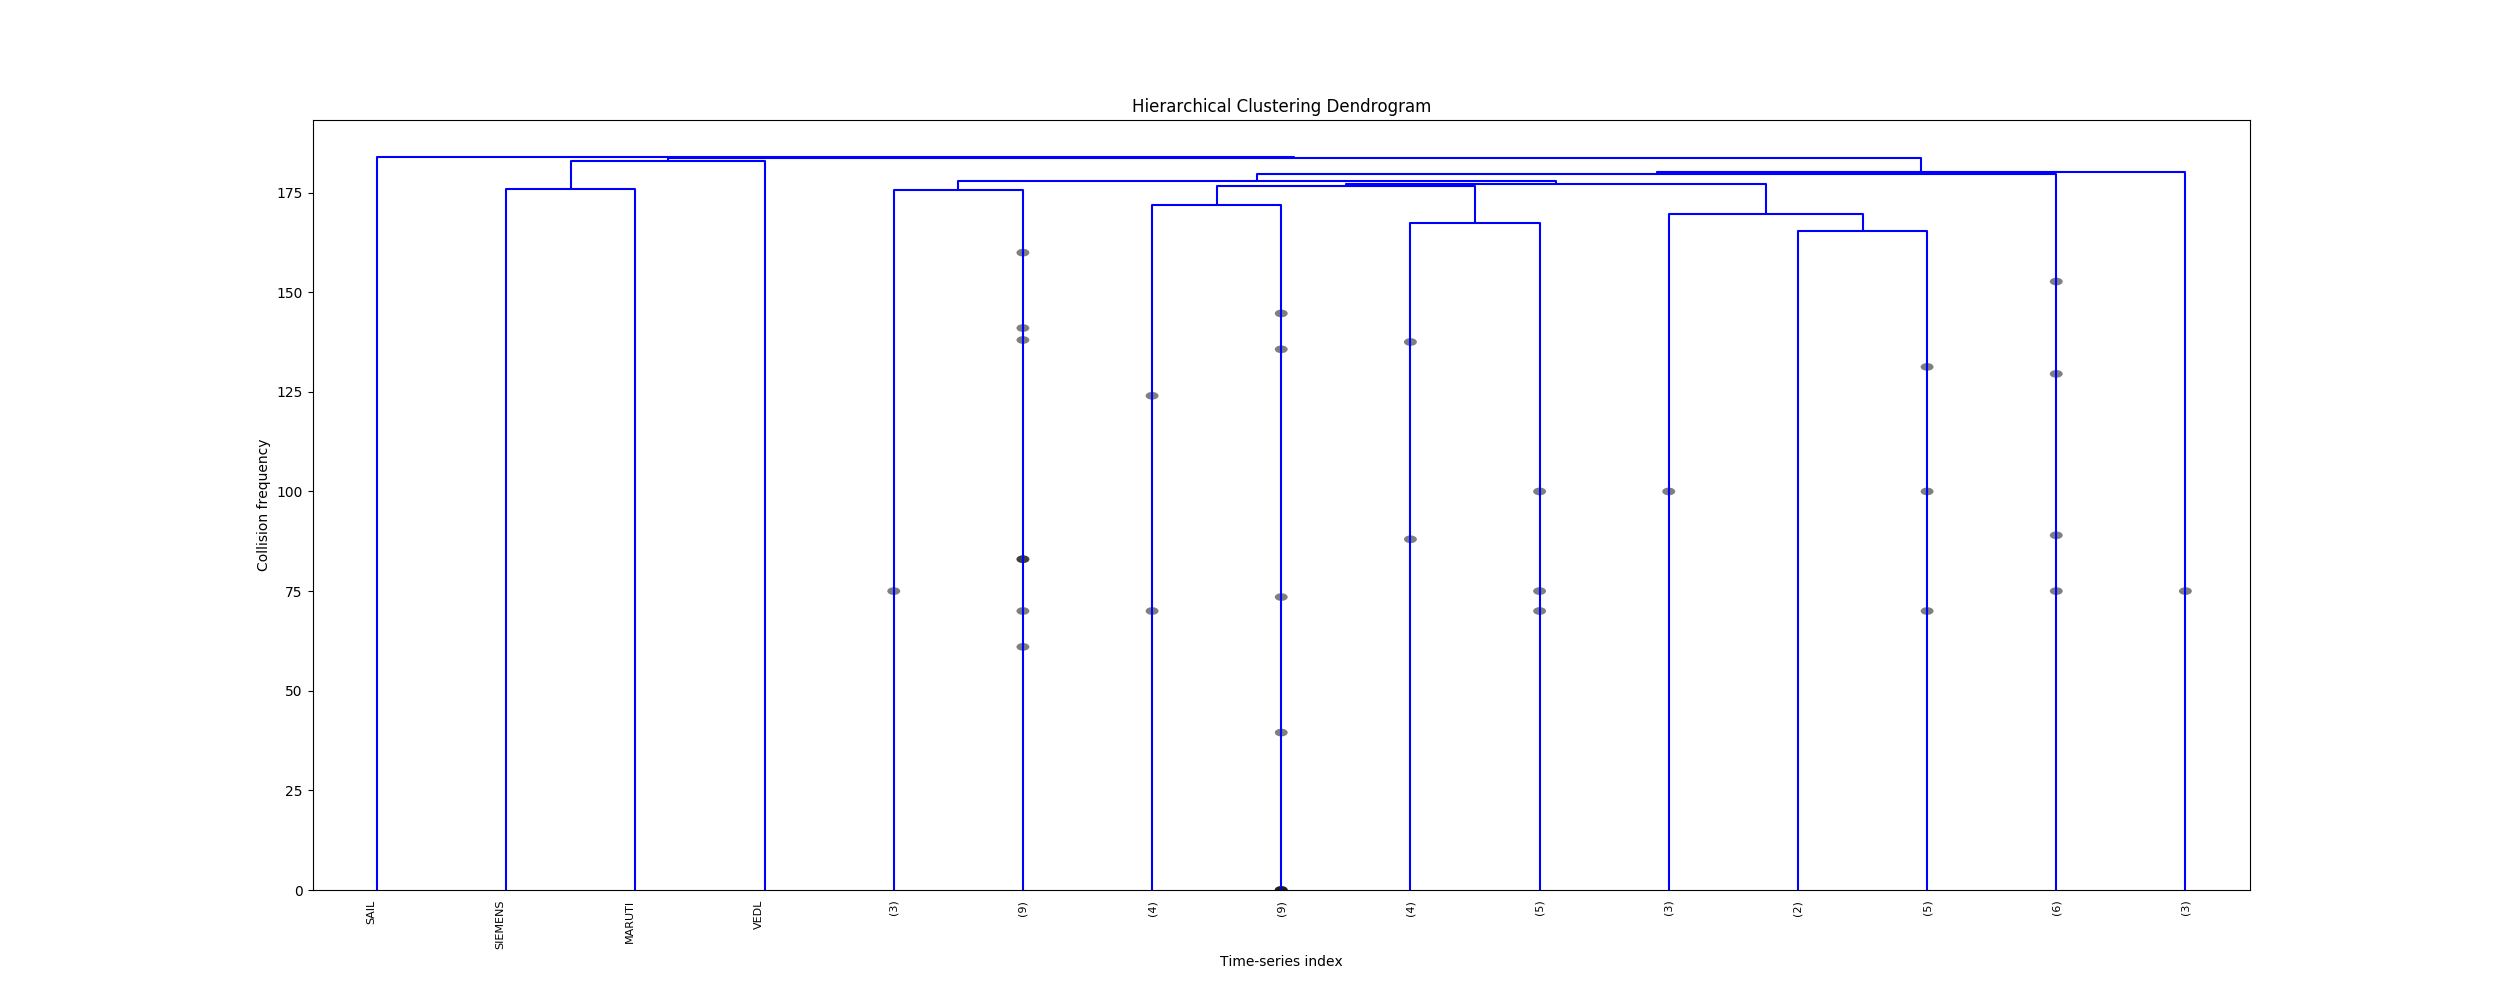 Hierarchical Clustering Dendrogram
Collision frequency
175
150
125
100
75
50
25
0
SAIL
SIEMENS
MARUTI
VEDL
(3)
(9)
(4)
(9)
(4)
(5)
(3)
(2)
(5)
(6)
(3)
Time-series index